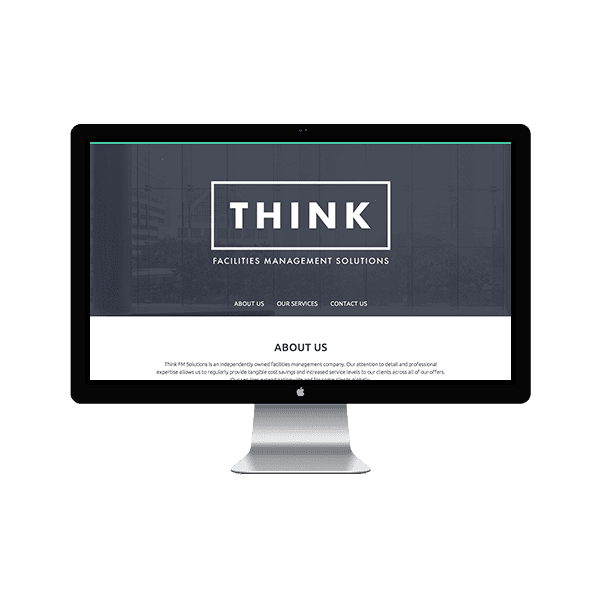 THINK
FACILITIES MANAGEMENT SOLUTIONS
ABOUT US OUR SERVICES CONTACT US
ABOUT US
Think FM Solutions is an independently owned facilities management company. Our attention to detail and professional
expertise allows us to regularly provide tangible cost savings and increased service levels to our clients across all of our offers.